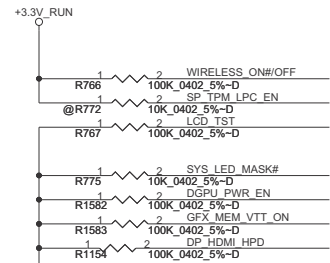 +3.3V_RUN
1 2 WIRELESS_ON#/OFF
R766 100K_0402_5%~D
1 2 SP_TPM_LPC_EN
@R772 10K_0402_5%~D
1 2 LCD_TST
R767 100K_0402_5%~D
1 2 SYS_LED_MASK#
R775 10K_0402_5%~D
1 2 DGPU_PWR_EN
R1582 100K_0402_5%~D
1 2 GFX_MEM_VTT_ON
R1583 100K_0402_5%~D
1 2 DP_HDMI_HPD
R1154 100K_0402_5%~D